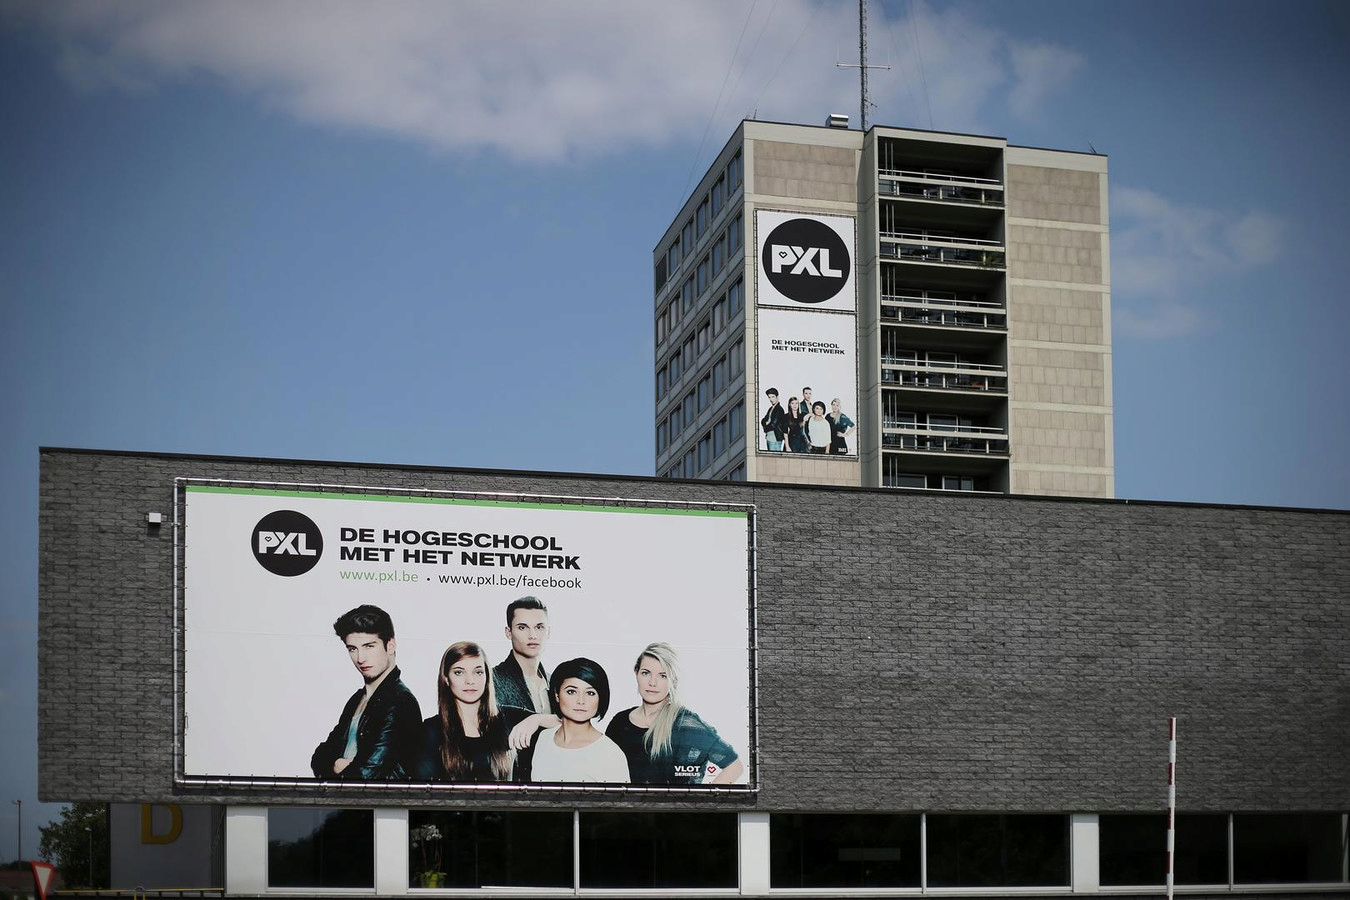 PXL
DE HOGESCHOOL
MET HET NETWERK
PXL
DE HOGESCHOOL
MET HET NETWERK
www.pxl.be • www.pxl.be/facebook
VLOT
SERIEUS
D